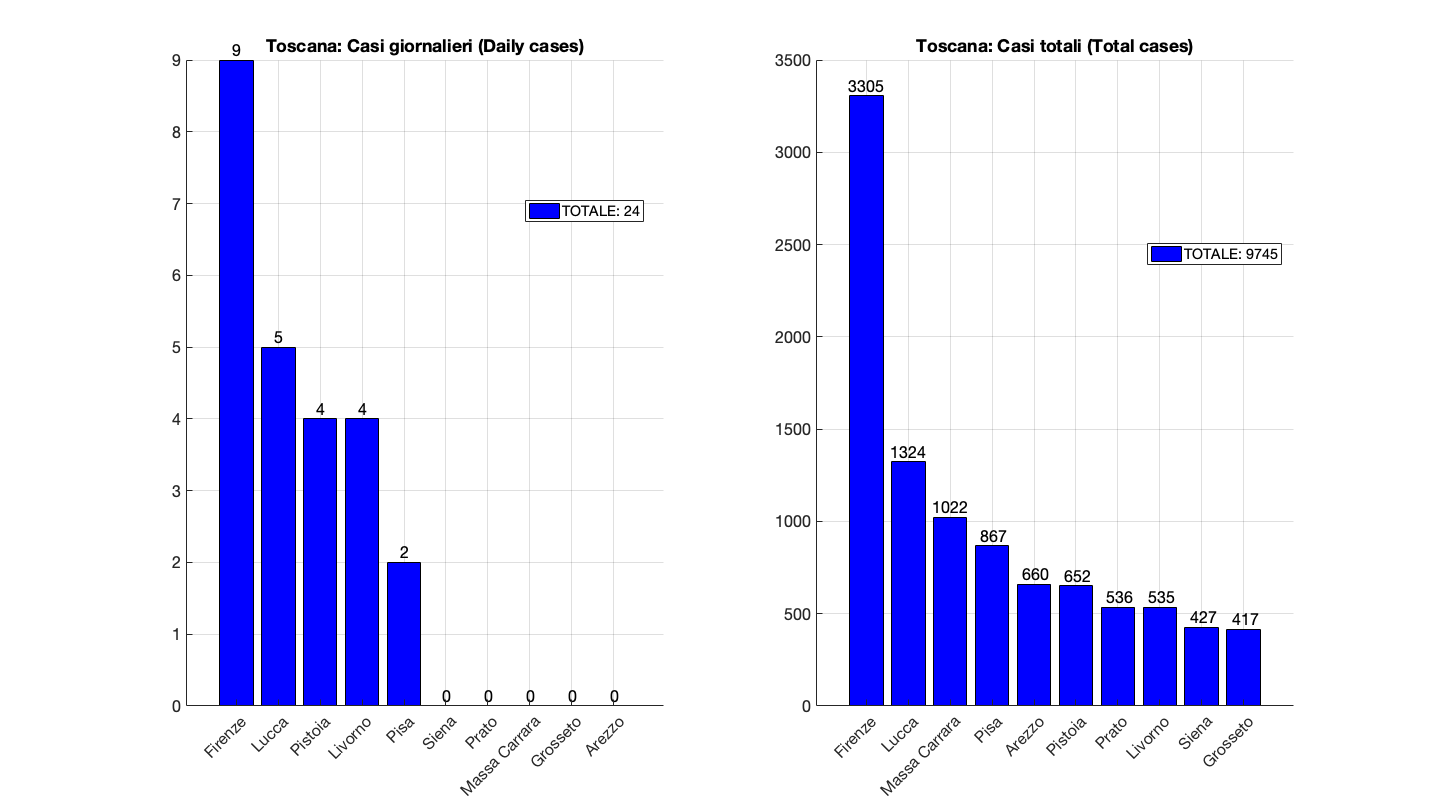 Toscana: Casi giornalieri (Daily cases)
9
8
7
6
5
4
3
2
1
0
9
5
4
4
2
0
0
0
0
0
TOTALE: 24
Firenze
Lucca
Pistoia
Livorno
Pisa
Siena
Prato
Massa Carrara
Grosseto
Arezzo
Toscana: Casi totali (Total cases)
3500
3000
2500
2000
1500
1000
500
0
3305
1324
1022
867
660
652
536
535
427
417
TOTALE: 9745
Firenze
Lucca
Massa Carrara
Pisa
Arezzo
Pistoia
Prato
Livorno
Siena
Grosseto